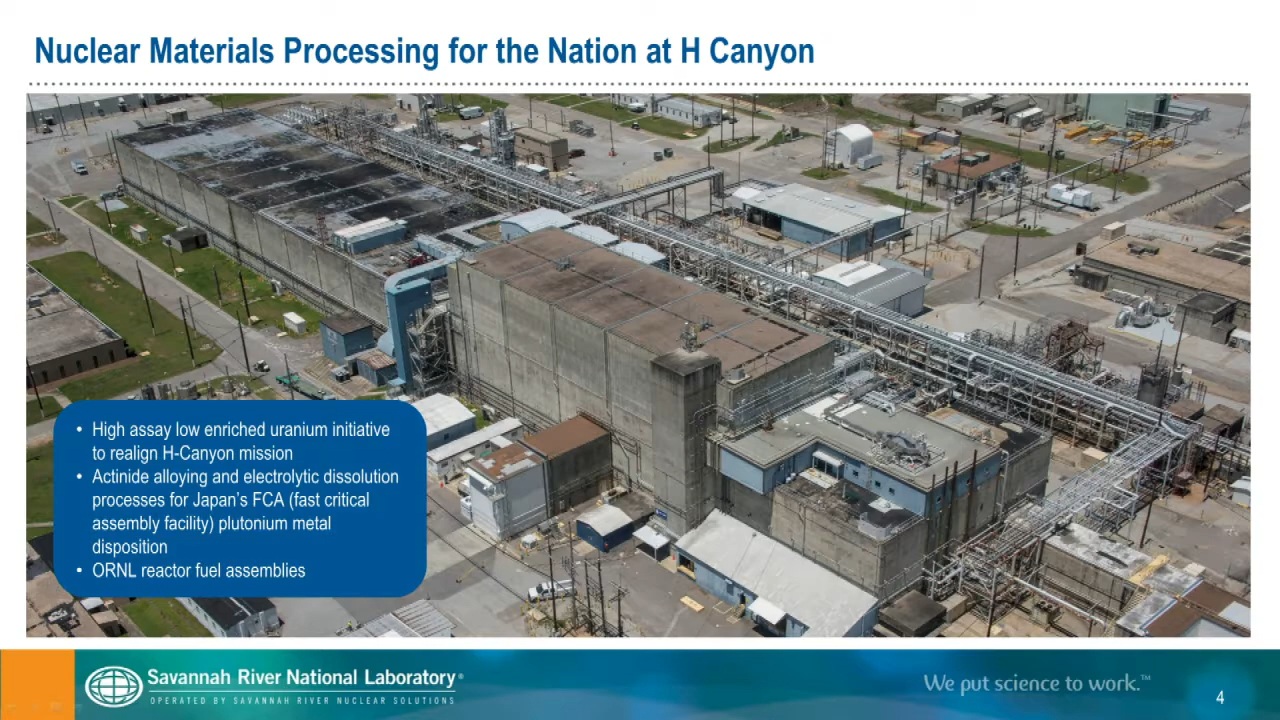 Nuclear Materials Processing for the Nation at H Canyon
• High assay low enriched uranium initiative
to realign H-Canyon mission
• Actinide alloying and electrolytic dissolution
processes for Japan's FCA (fast critical
assembly facility) plutonium metal
disposition
• ORNL reactor fuel assemblies
Savannah River National Laboratory®
OPERATED BY SAVANNAH RIVER NUCLEAR SOLUTIONS
We put science to work.™
4